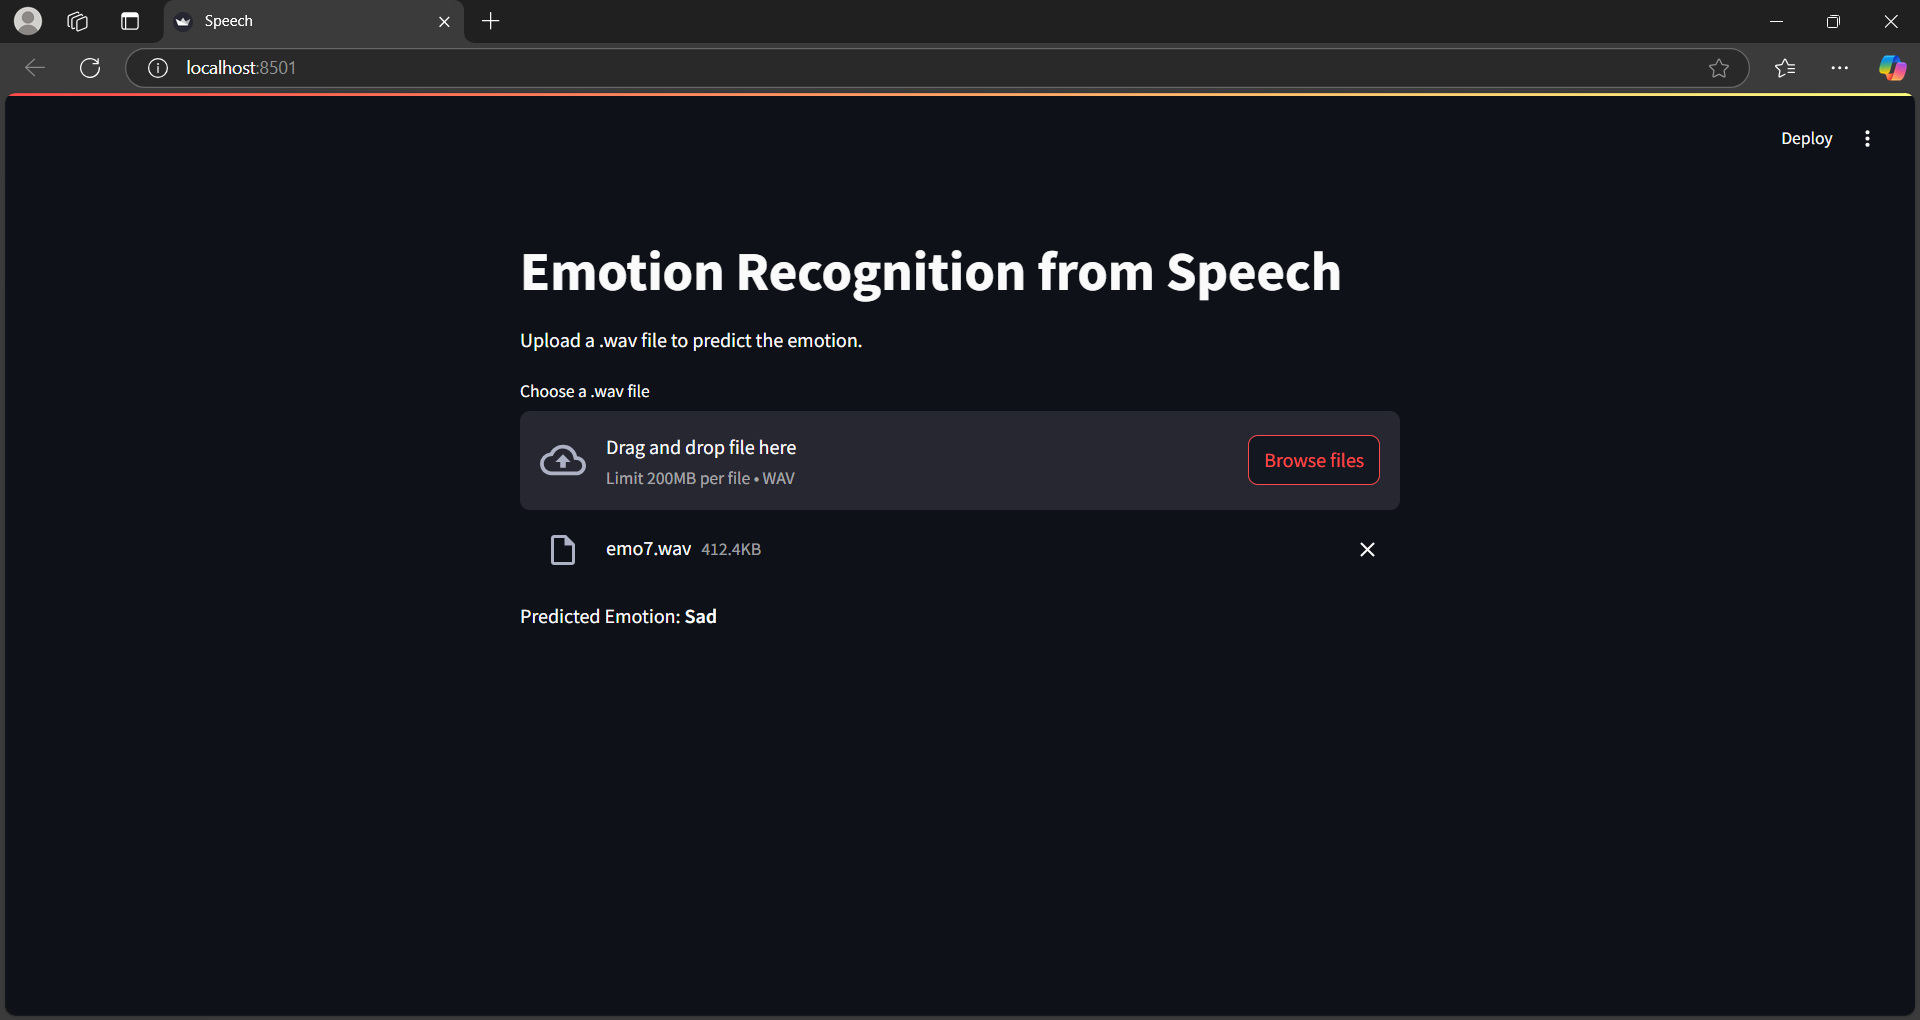 Speech
localhost:8501
Deploy
Emotion Recognition from Speech
Upload a .wav file to predict the emotion.
Choose a .wav file
Drag and drop file here
Limit 200MB per file • WAV
Browse files
emo7.wav 412.4KB
Predicted Emotion: Sad